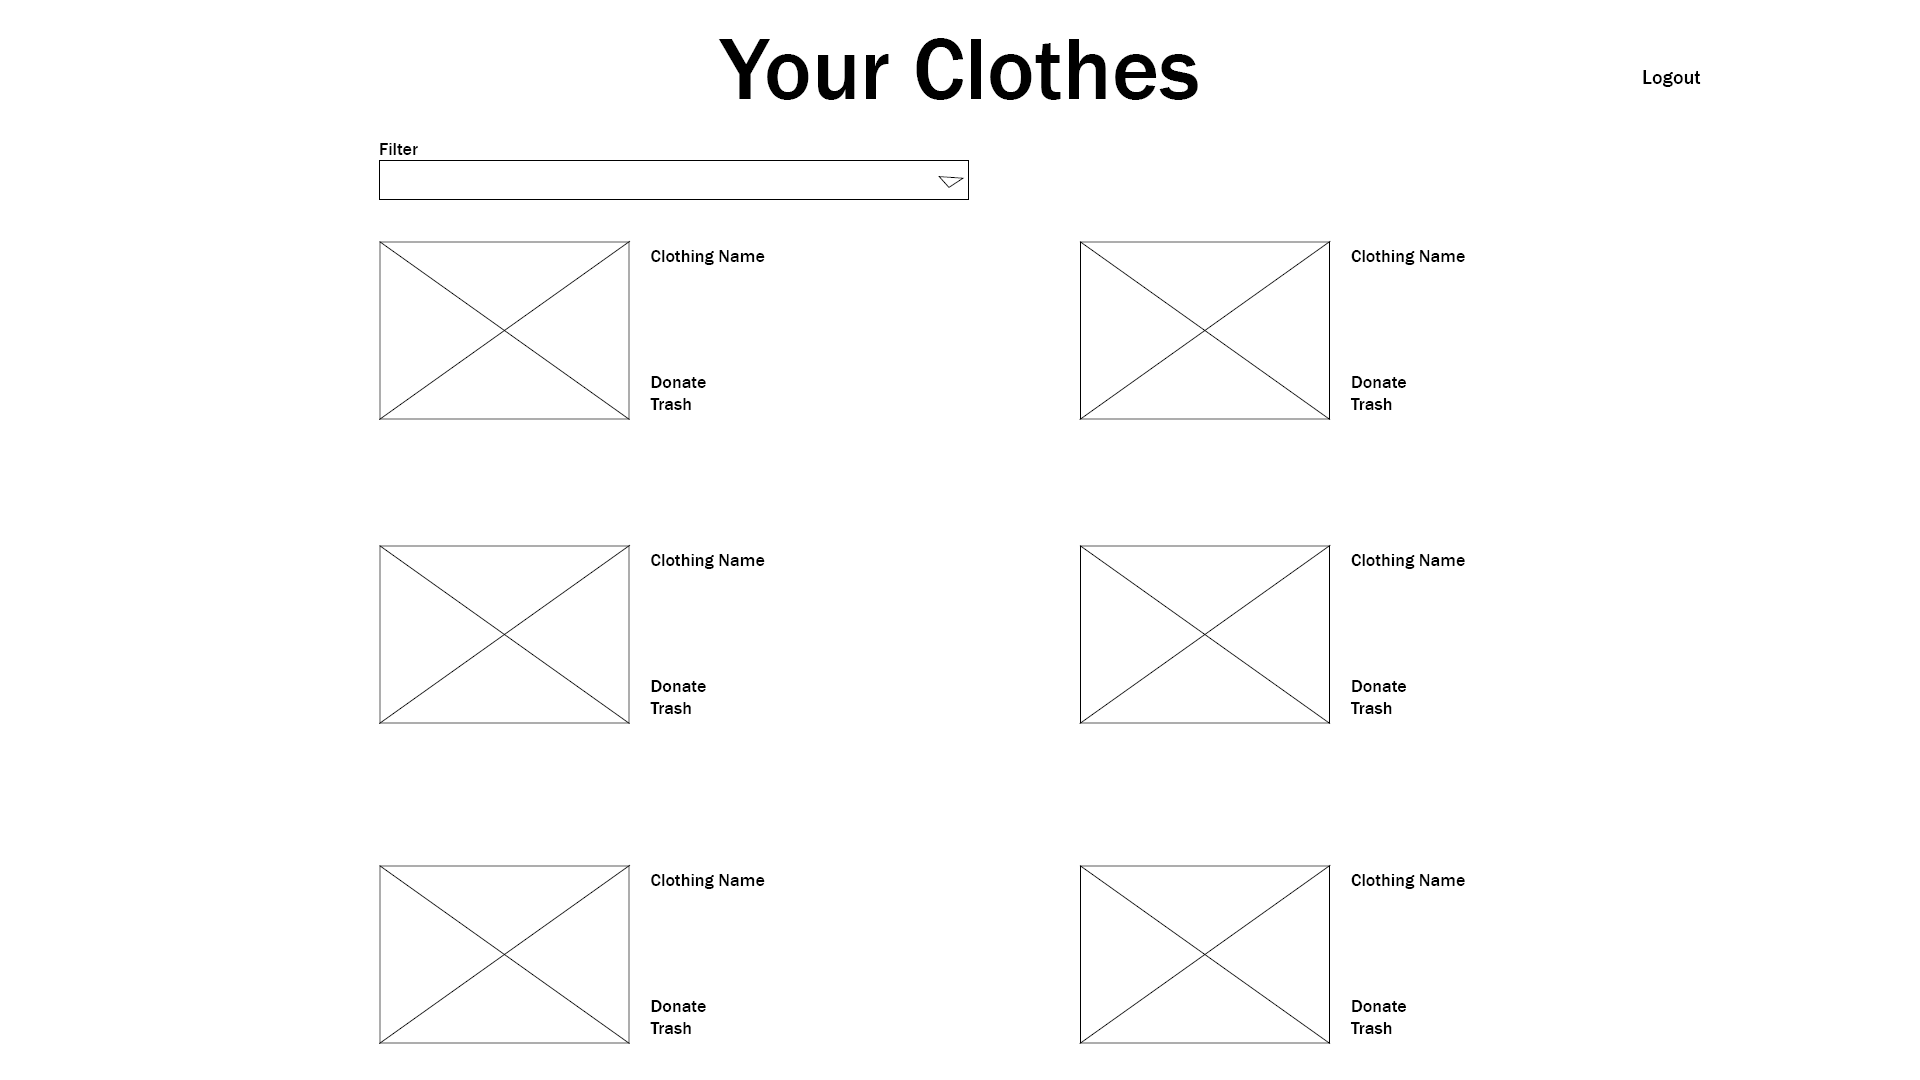 Your Clothes
Logout
Filter
Clothing Name
Donate
Trash
Clothing Name
Donate
Trash
Clothing Name
Donate
Trash
Clothing Name
Donate
Trash
Clothing Name
Donate
Trash
Clothing Name
Donate
Trash